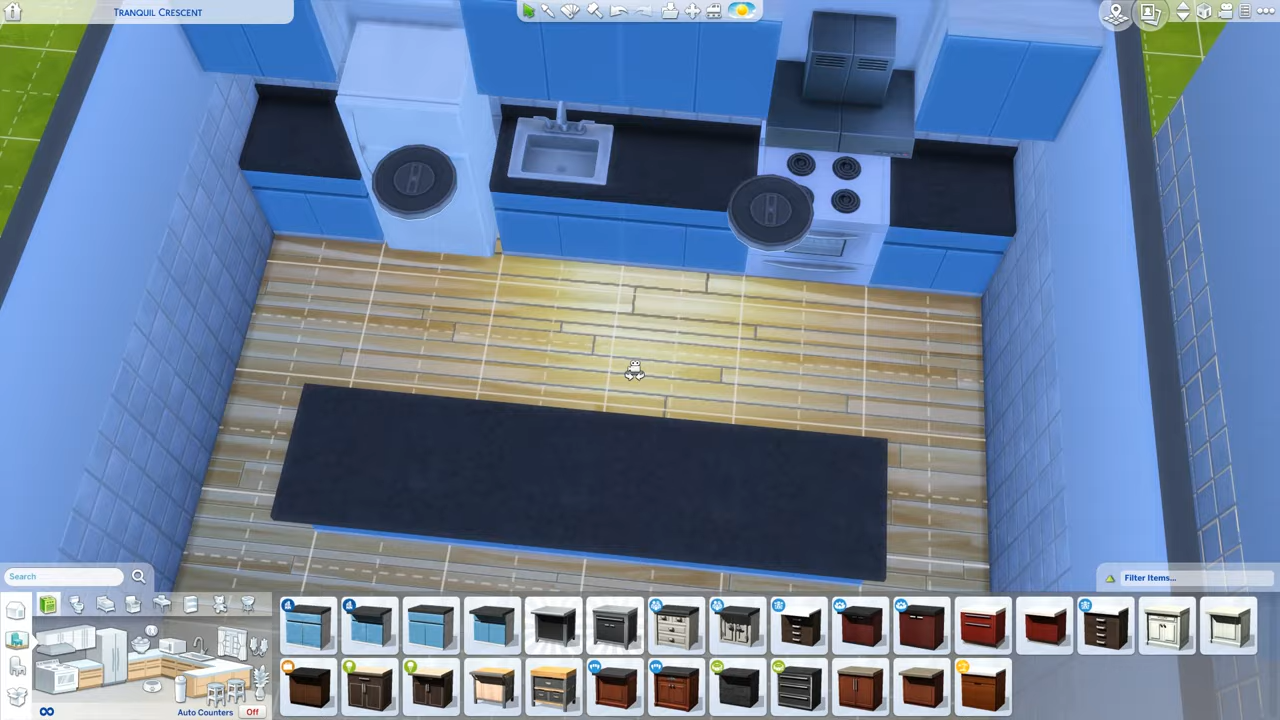 TRANQUIL CRESCENT
Search
Filter Items...
Auto Counters
Off